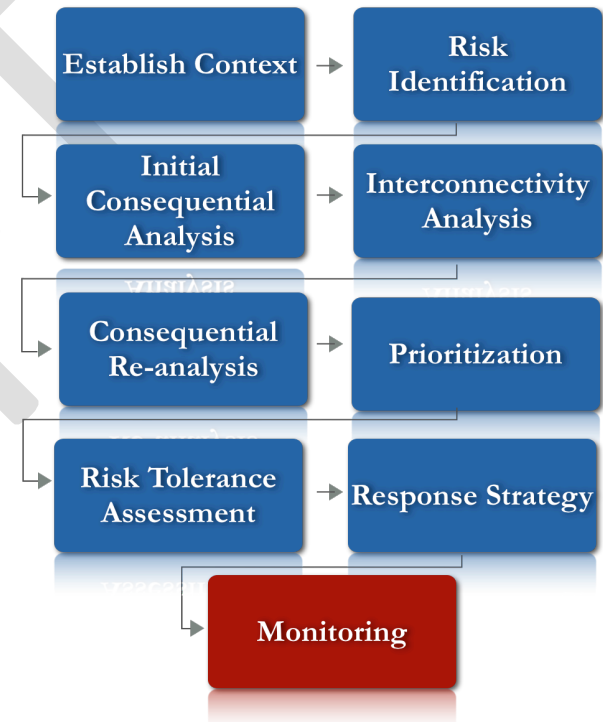 Establish Context
Risk
Identification
Initial
Consequential
Analysis
Interconnectivity
Analysis
Consequential
Re-analysis
Prioritization
Risk Tolerance
Assessment
Response Strategy
Monitoring